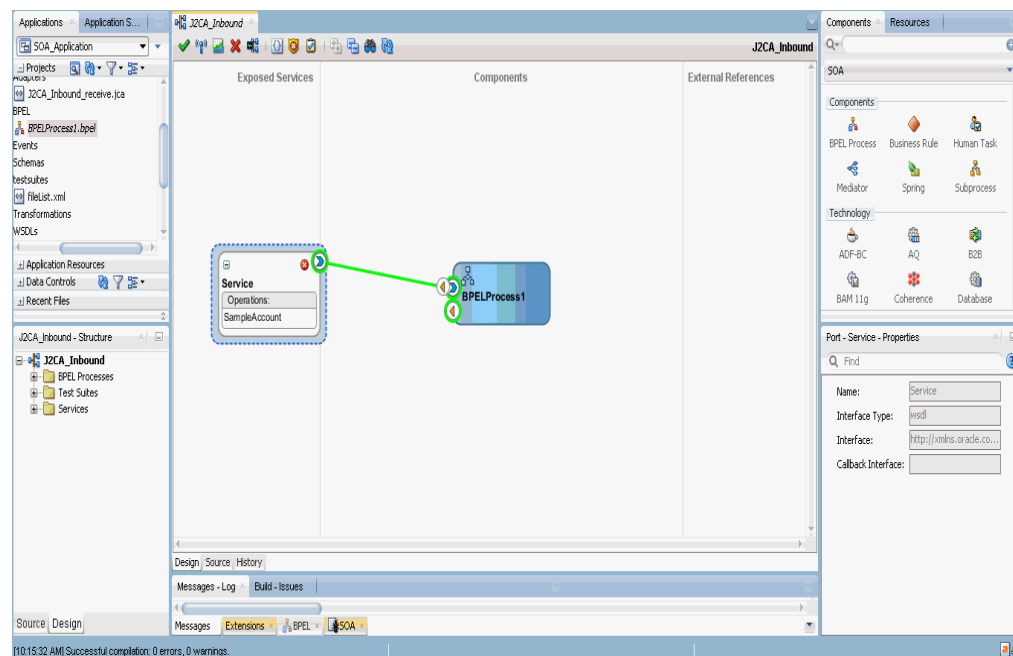 Applications
Application S...
J2CA_Inbound
Components
Resources
SOA_Application
J2CA_Inbound
Projects
SOA
Adapters
Exposed Services
Components
External References
J2CA_Inbound_receive.jca
Components
BPEL
BPELProcess1.bpel
Events
Schemas
testsuites
fileList.xml
Transformations
WSDLs
BPEL Process
Business Rule
Human Task
Mediator
Spring
Subprocess
Technology
ADF-BC
AQ
B2B
BAM 11g
Coherence
Database
Application Resources
Data Controls
Recent Files
Service
Operations:
SampleAccount
BPELProcess1
J2CA_Inbound - Structure
J2CA_Inbound
BPEL Processes
Test Suites
Services
Port - Service - Properties
Find
Name:
Service
Interface Type:
wsdl
Interface:
http://xmlns.oracle.co...
Callback Interface:
Design
Source
History
Messages - Log
Build - Issues
Source
Design
Messages
Extensions
BPEL
SOA
[10:15:32 AM] Successful compilation: 0 errors, 0 warnings.